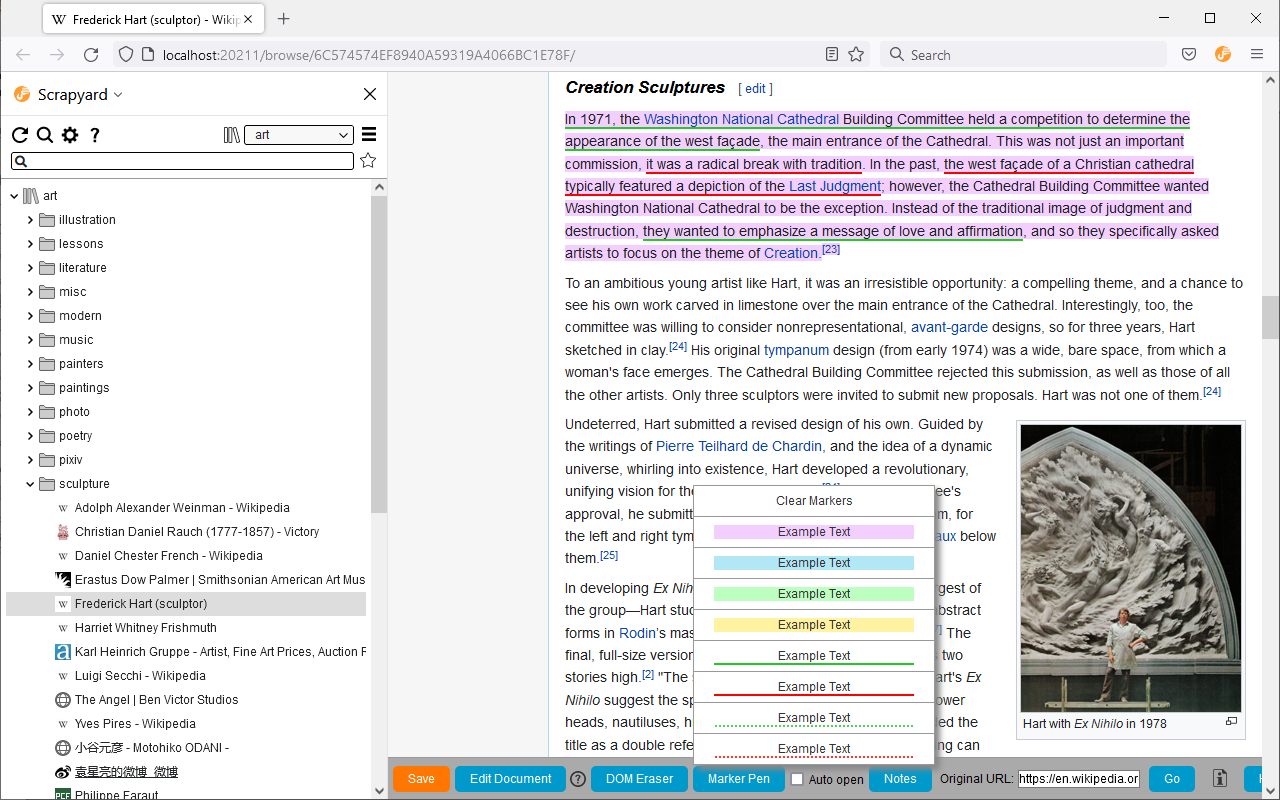 Frederick Hart (sculptor) - Wikip
localhost:20211/browse/6C574574EF8940A59319A4066BC1E78F/
Search
Scrapyard
art
art
illustration
lessons
literature
misc
modern
music
painters
paintings
photo
poetry
pixiv
sculpture
Adolph Alexander Weinman - Wikipedia
Christian Daniel Rauch (1777-1857) - Victory
Daniel Chester French - Wikipedia
Erastus Dow Palmer | Smithsonian American Art Mus
Frederick Hart (sculptor)
Harriet Whitney Frishmuth
Karl Heinrich Gruppe - Artist, Fine Art Prices, Auction F
Luigi Secchi - Wikipedia
The Angel | Ben Victor Studios
Yves Pires - Wikipedia
小谷元彦 - Motohiko ODANI -
袁星亮的微博_微博
Philippe Faraut
Creation Sculptures [ edit ]
In 1971, the Washington National Cathedral Building Committee held a competition to determine the
appearance of the west façade, the main entrance of the Cathedral. This was not just an important
commission, it was a radical break with tradition. In the past, the west façade of a Christian cathedral
typically featured a depiction of the Last Judgment; however, the Cathedral Building Committee wanted
Washington National Cathedral to be the exception. Instead of the traditional image of judgment and
destruction, they wanted to emphasize a message of love and affirmation, and so they specifically asked
artists to focus on the theme of Creation.[23]
To an ambitious young artist like Hart, it was an irresistible opportunity: a compelling theme, and a chance to
see his own work carved in limestone over the main entrance of the Cathedral. Interestingly, too, the
committee was willing to consider nonrepresentational, avant-garde designs, so for three years, Hart
sketched in clay.[24] His original tympanum design (from early 1974) was a wide, bare space, from which a
woman's face emerges. The Cathedral Building Committee rejected this submission, as well as those of all
the other artists. Only three sculptors were invited to submit new proposals. Hart was not one of them.[24]
Undeterred, Hart submitted a revised design of his own. Guided by
the writings of Pierre Teilhard de Chardin, and the idea of a dynamic
universe, whirling into existence, Hart developed a revolutionary,
unifying vision for the ee's
approval, he submitt m, for
the left and right tym aux below
them.[25]
In developing Ex Nihi rgest of
the group—Hart stud bstract
forms in Rodin's mas The
final, full-size version two
stories high.[2] "The s art's Ex
Nihilo suggest the sp ower
heads, nautiluses, h led the
title as a double refe ng can
Hart with Ex Nihilo in 1978
Clear Markers
Example Text
Example Text
Example Text
Example Text
Example Text
Example Text
Example Text
Example Text
Save
Edit Document
?
DOM Eraser
Marker Pen
Auto open
Notes
Original URL:
https://en.wikipedia.or
Go